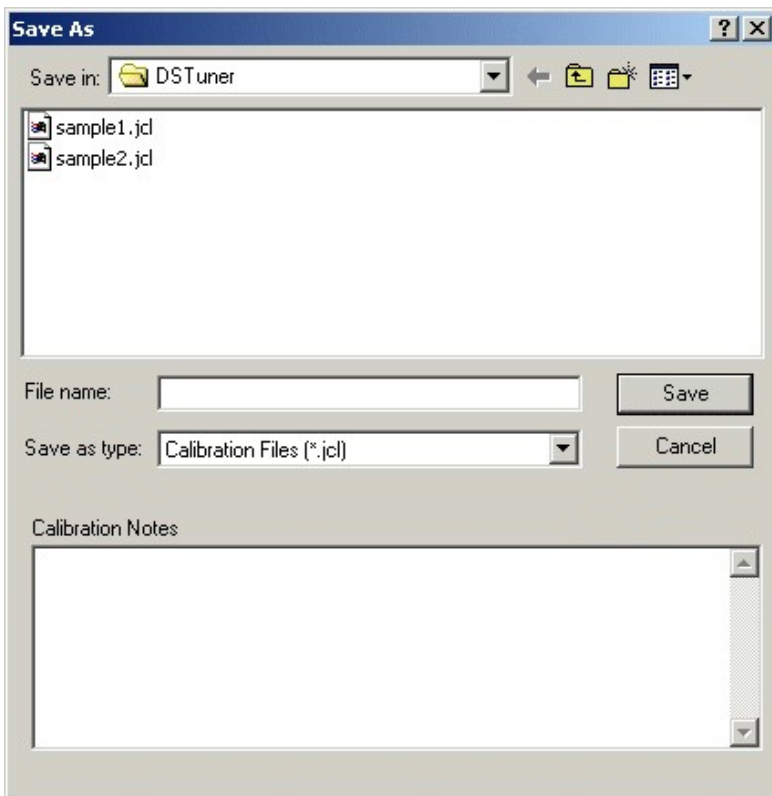 Save As
Save in: DSTuner
sample1.jcl
sample2.jcl
File name:
Save
Save as type: Calibration Files (*.jcl)
Cancel
Calibration Notes